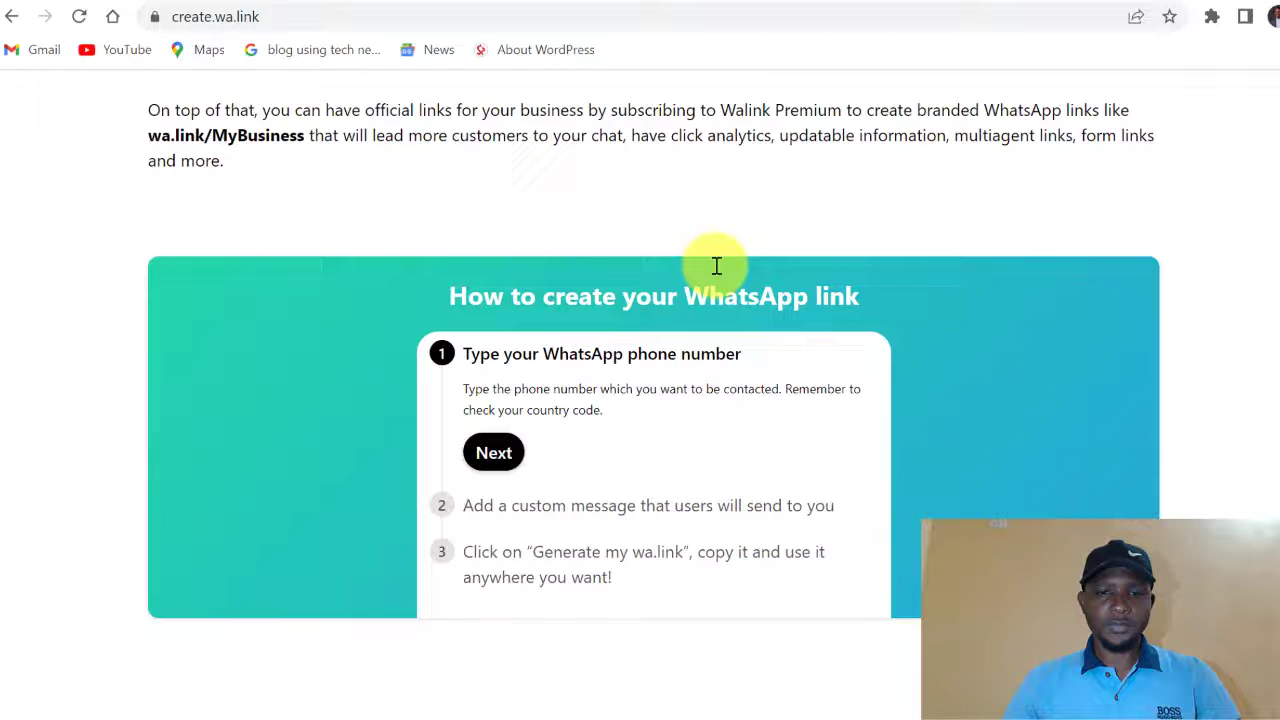 create.wa.link
Gmail
YouTube
Maps
blog using tech ne...
News
About WordPress
On top of that, you can have official links for your business by subscribing to Walink Premium to create branded WhatsApp links like
wa.link/MyBusiness that will lead more customers to your chat, have click analytics, updatable information, multiagent links, form links
and more.
How to create your WhatsApp link
1 Type your WhatsApp phone number
Type the phone number which you want to be contacted. Remember to
check your country code.
Next
2 Add a custom message that users will send to you
3 Click on “Generate my wa.link”, copy it and use it
anywhere you want!
BOSS